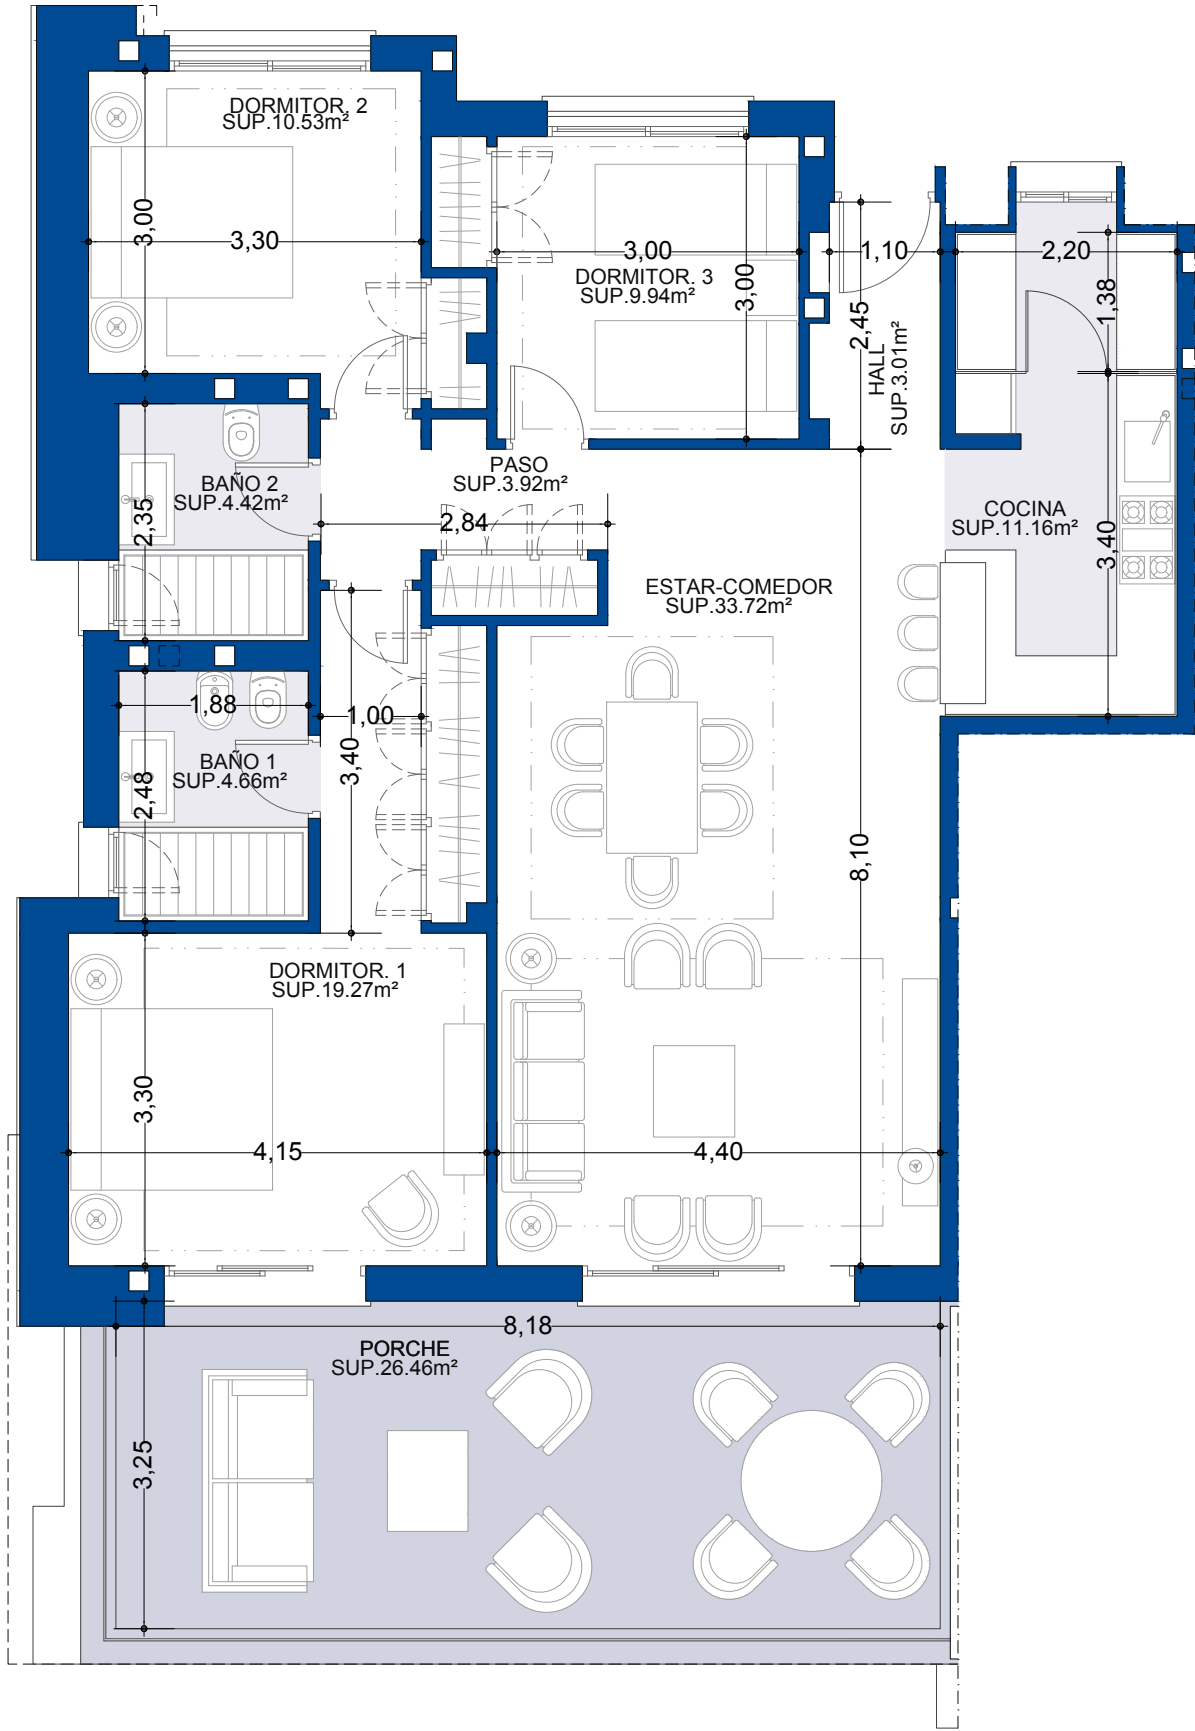 DORMITOR. 2
SUP.10.53m²
3,00
3,30
3,00
DORMITOR. 3
SUP.9.94m²
3,00
1,10
2,45
HALL
SUP.3.01m²
2,20
1,38
BAÑO 2
SUP.4.42m²
2,35
PASO
SUP.3.92m²
2,84
COCINA
SUP.11.16m²
3,40
ESTAR-COMEDOR
SUP.33.72m²
1,88
1,00
3,40
BAÑO 1
SUP.4.66m²
2,48
8,10
DORMITOR. 1
SUP.19.27m²
3,30
4,15
4,40
8,18
PORCHE
SUP.26.46m²
3,25